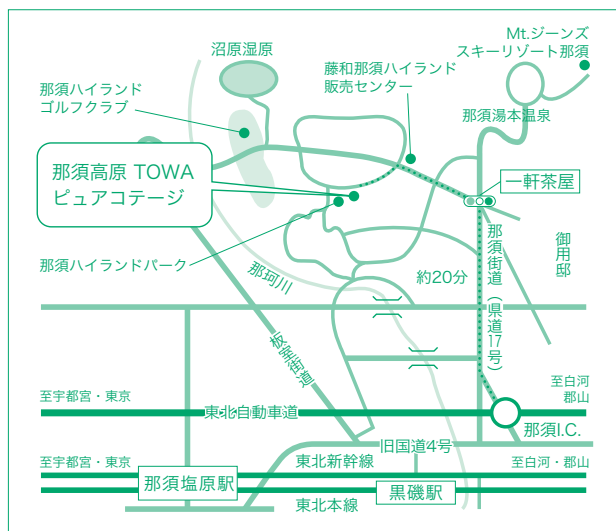 Mt.ジーンズ
スキーリゾート那須
沼原湿原
藤和那須ハイランド
販売センター
那須ハイランド
ゴルフクラブ
那須湯本温泉
那須高原 TOWA
ピュアコテージ
一軒茶屋
那須街道（県道17号）
御用邸
那須ハイランドパーク
那珂川
約20分
板室街道
至宇都宮・東京
至白河
郡山
東北自動車道
那須I.C.
旧国道4号
東北新幹線
至宇都宮・東京
至白河・郡山
那須塩原駅
黒磯駅
東北本線